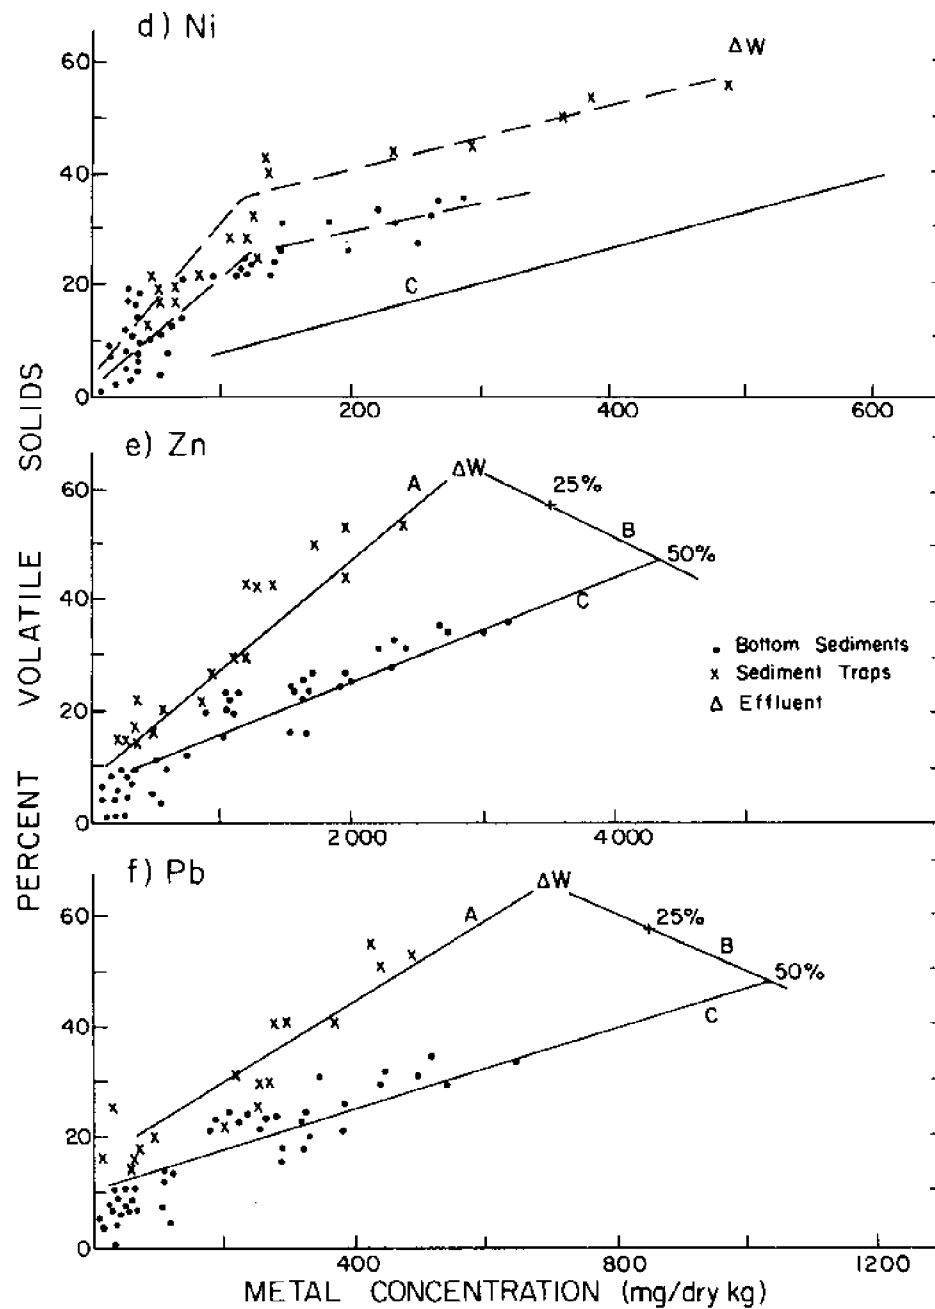 d) Ni
ΔW
60
40
C
20
0
200
400
600
e) Zn
A
ΔW
60
25%
B
50%
40
C
• Bottom Sediments
x Sediment Traps
Δ Effluent
20
0
2000
4000
f) Pb
ΔW
A
60
25%
B
50%
40
C
20
0
400
800
1200
PERCENT VOLATILE SOLIDS
METAL CONCENTRATION (mg/dry kg)